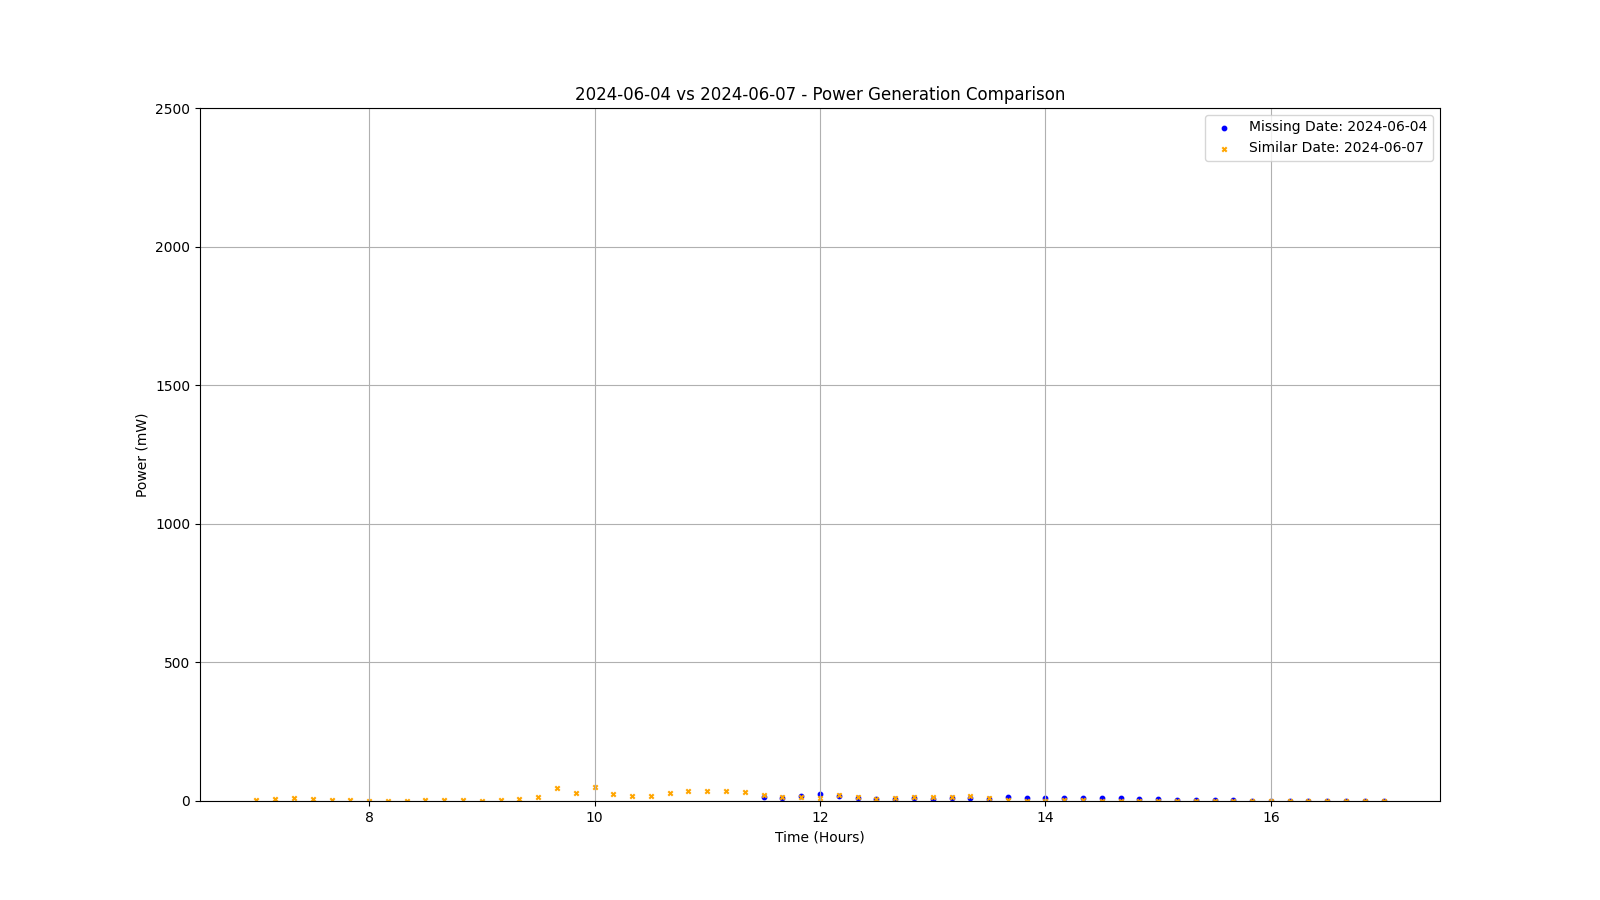 2024-06-04 vs 2024-06-07 - Power Generation Comparison
Missing Date: 2024-06-04
Similar Date: 2024-06-07
2500
2000
1500
1000
500
0
Power (mW)
8 10 12 14 16
Time (Hours)